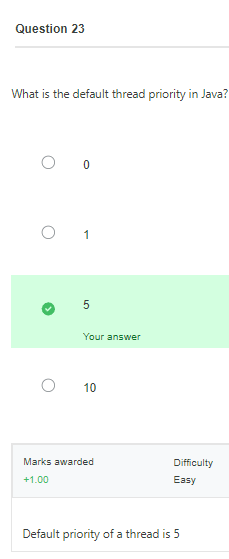 Question 23
What is the default thread priority in Java?
0
1
5
Your answer
10
Marks awarded
Difficulty
+1.00
Easy
Default priority of a thread is 5